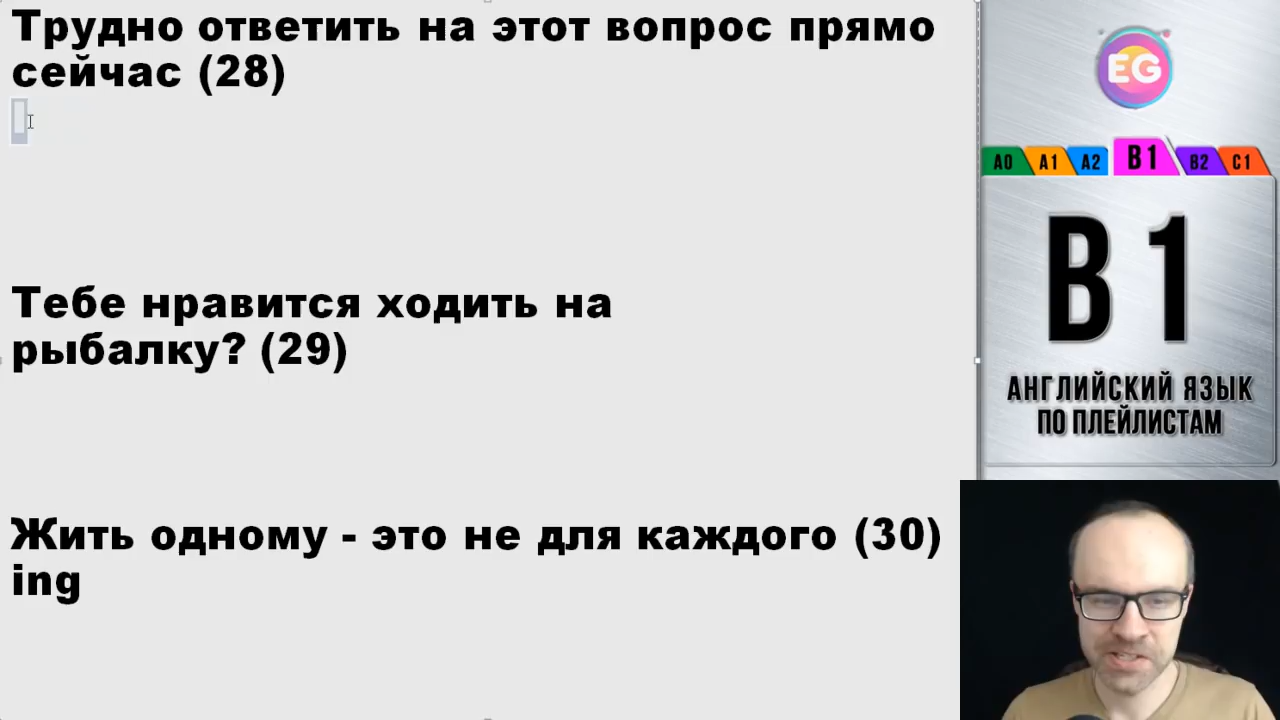 Трудно ответить на этот вопрос прямо
сейчас (28)
Тебе нравится ходить на
рыбалку? (29)
Жить одному - это не для каждого (30)
ing
EG
A0 A1 A2 B1 B2 C1
B1
АНГЛИЙСКИЙ ЯЗЫК
ПО ПЛЕЙЛИСТАМ